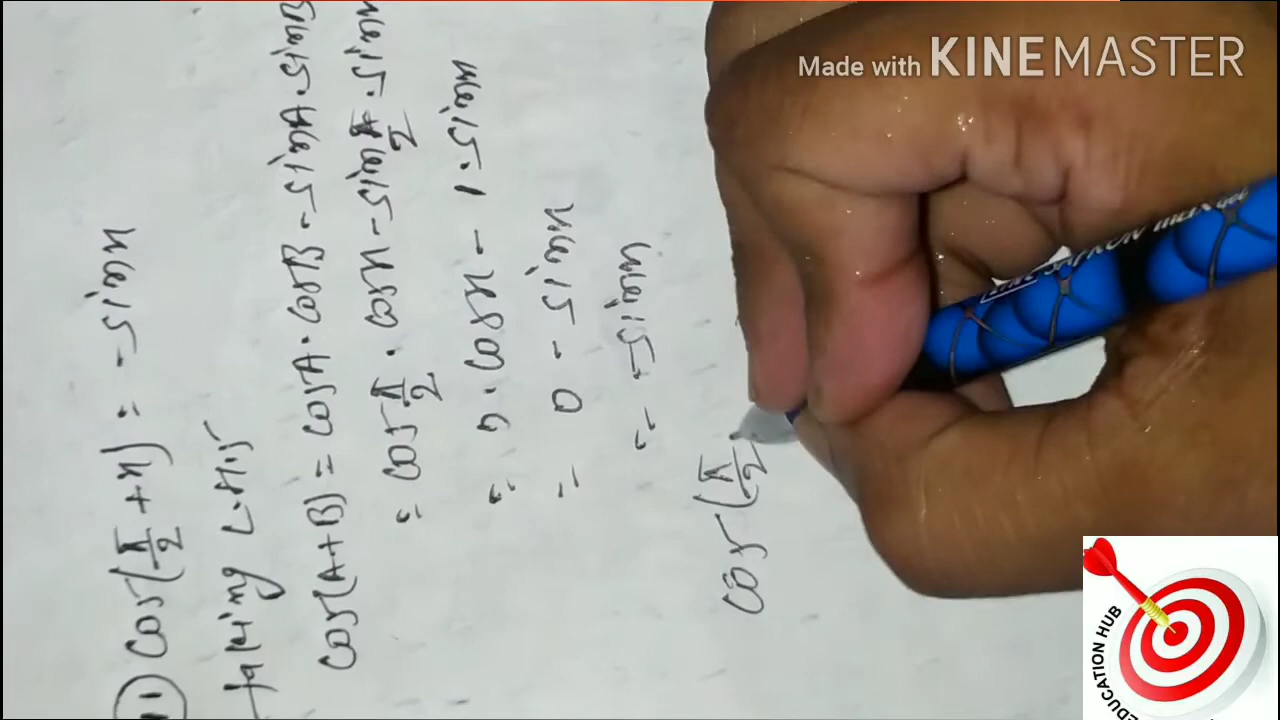 11) cos(π/2 + x) = - sin x
taking L.H.S
cos(A+B) = cosA · cosB - sinA · sinB
= cos π/2 · cos x - sin π/2 · sin x
= 0 · cos x - 1 · sin x
= 0 - sin x
= - sin x
cos(π/2
Made with KINEMASTER
EDUCATION HUB